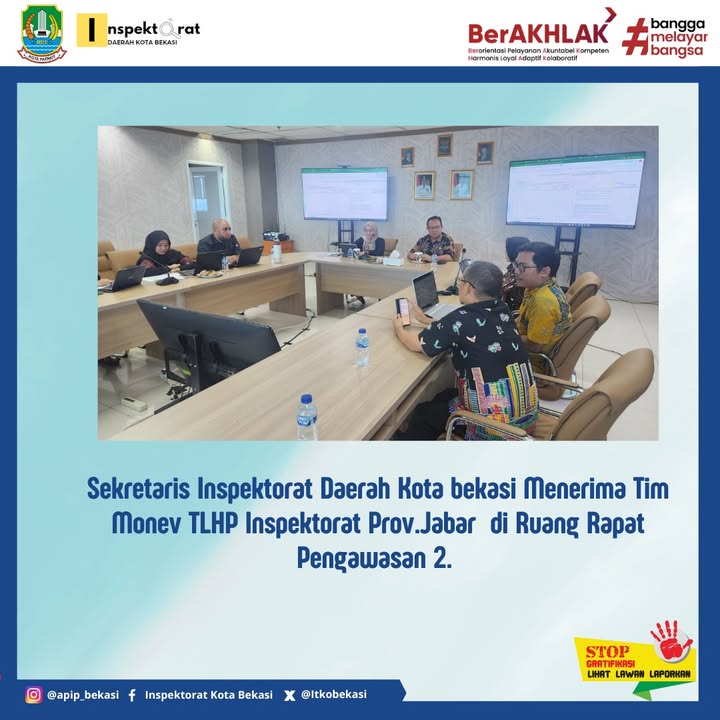 KOTA PATRIOT
Inspektorat
DAERAH KOTA BEKASI
BerAKHLAK
Berorientasi Pelayanan Akuntabel Kompeten
Harmonis Loyal Adaptif Kolaboratif
#bangga
melayani
bangsa
Sekretaris Inspektorat Daerah Kota bekasi Menerima Tim
Monev TLHP Inspektorat Prov.Jabar di Ruang Rapat
Pengawasan 2.
STOP
GRATIFIKASI
LIHAT LAWAN LAPORKAN
@apip_bekasi
Inspektorat Kota Bekasi
@Itkobekasi